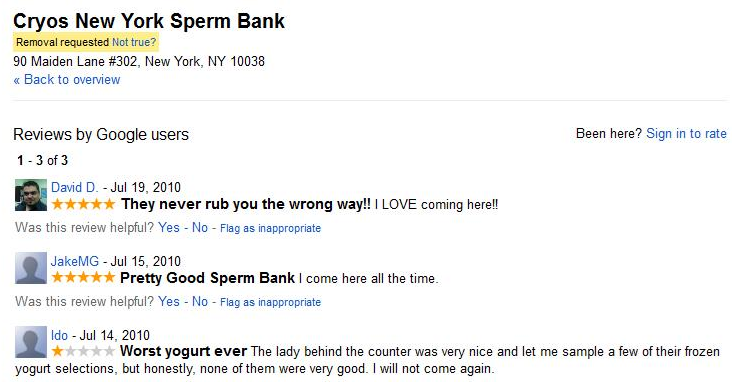 Cryos New York Sperm Bank
Removal requested Not true?
90 Maiden Lane #302, New York, NY 10038
« Back to overview
Reviews by Google users
Been here? Sign in to rate
1 - 3 of 3
David D. - Jul 19, 2010
They never rub you the wrong way!! I LOVE coming here!!
Was this review helpful? Yes - No - Flag as inappropriate
JakeMG - Jul 15, 2010
Pretty Good Sperm Bank I come here all the time.
Was this review helpful? Yes - No - Flag as inappropriate
Ido - Jul 14, 2010
Worst yogurt ever The lady behind the counter was very nice and let me sample a few of their frozen
yogurt selections, but honestly, none of them were very good. I will not come again.